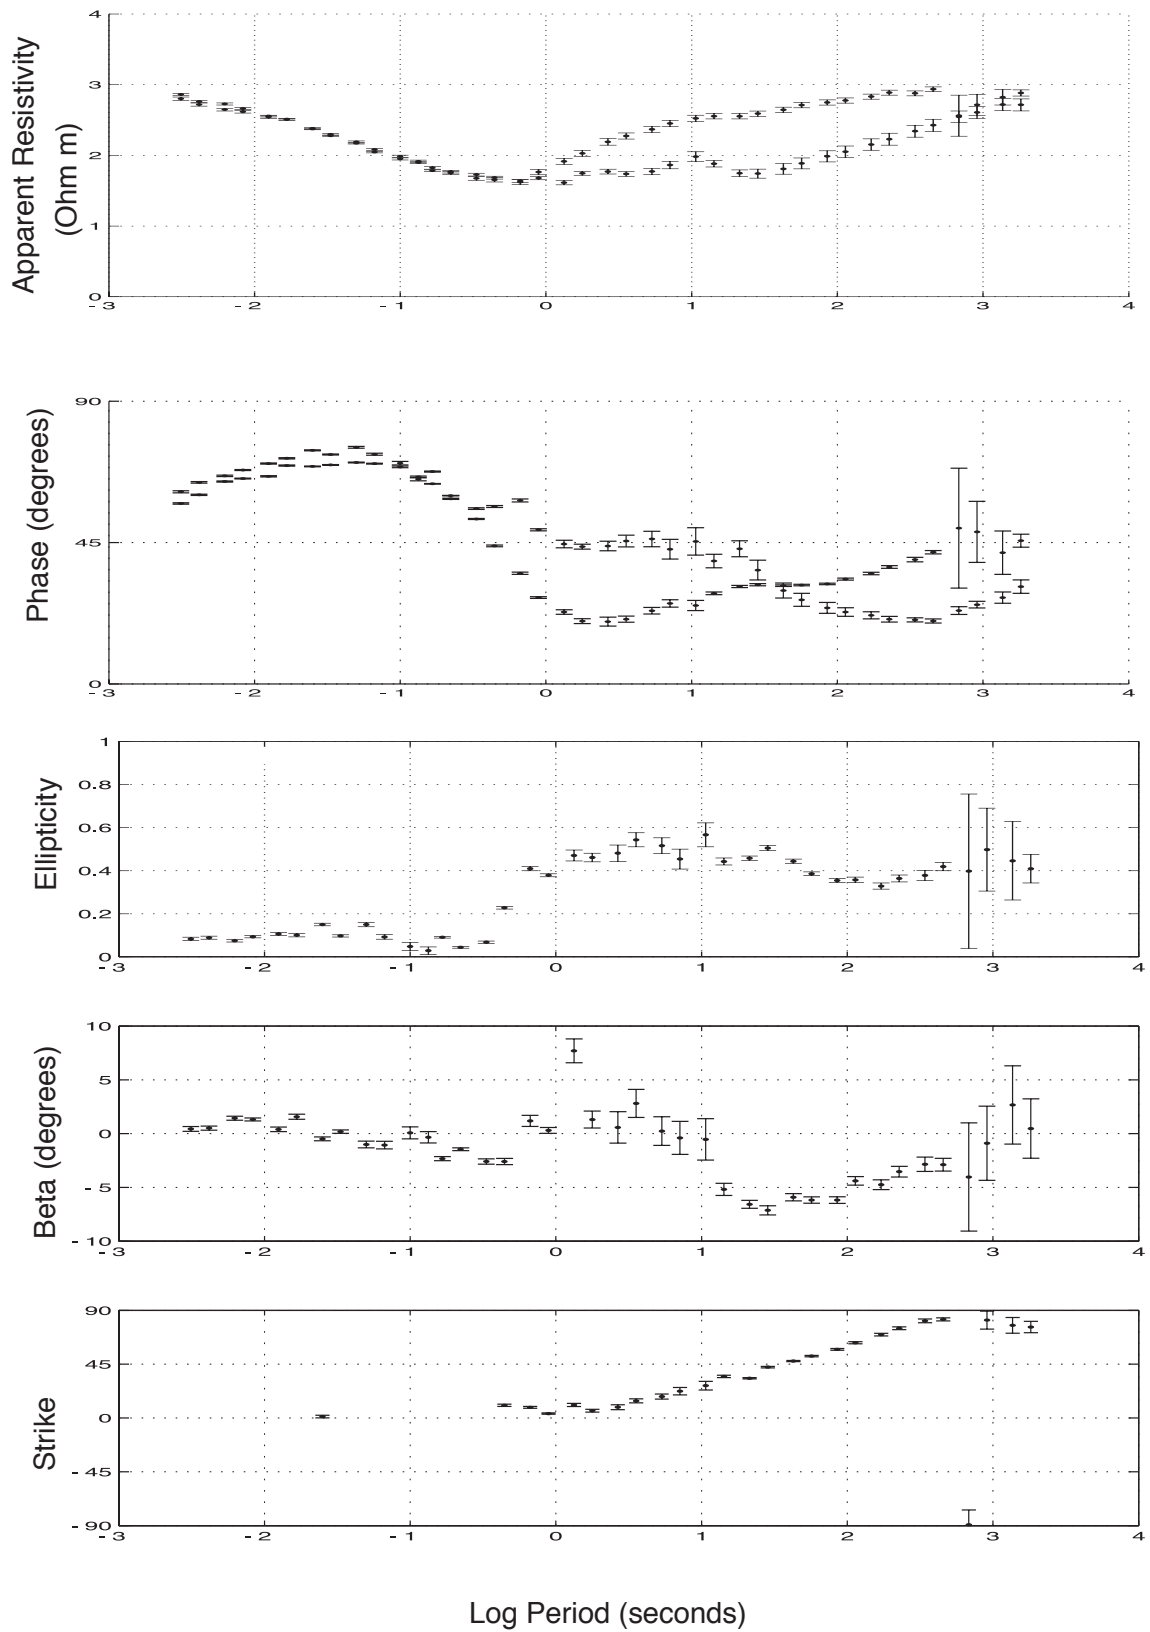 Apparent Resistivity
(Ohm m)
4
3
2
1
0
-3 -2 -1 0 1 2 3 4
Phase (degrees)
90
45
0
-3 -2 -1 0 1 2 3 4
Ellipticity
1
0.8
0.6
0.4
0.2
0
-3 -2 -1 0 1 2 3 4
Beta (degrees)
10
5
0
-5
-10
-3 -2 -1 0 1 2 3 4
Strike
90
45
0
-45
-90
-3 -2 -1 0 1 2 3 4
Log Period (seconds)